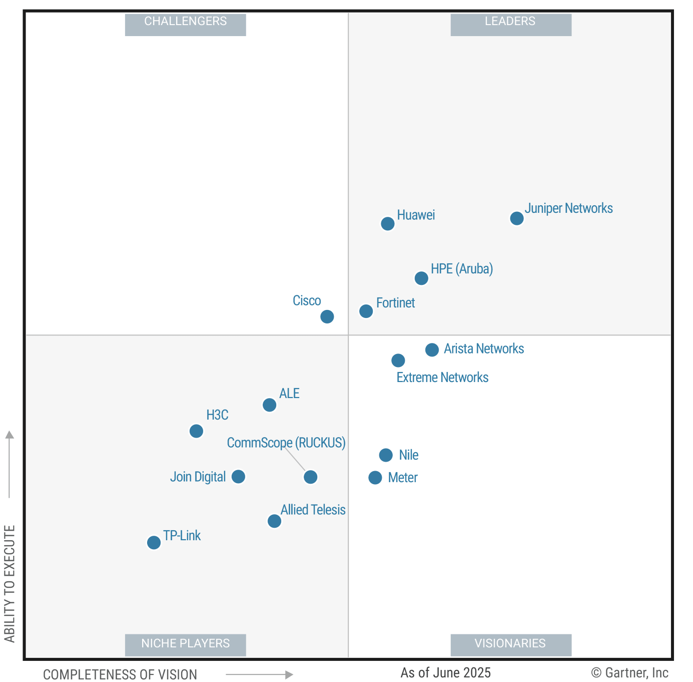 CHALLENGERS
LEADERS
Juniper Networks
Huawei
HPE (Aruba)
Cisco
Fortinet
Arista Networks
Extreme Networks
ALE
H3C
CommScope (RUCKUS)
Nile
Join Digital
Meter
Allied Telesis
TP-Link
ABILITY TO EXECUTE
NICHE PLAYERS
VISIONARIES
COMPLETENESS OF VISION
As of June 2025
© Gartner, Inc